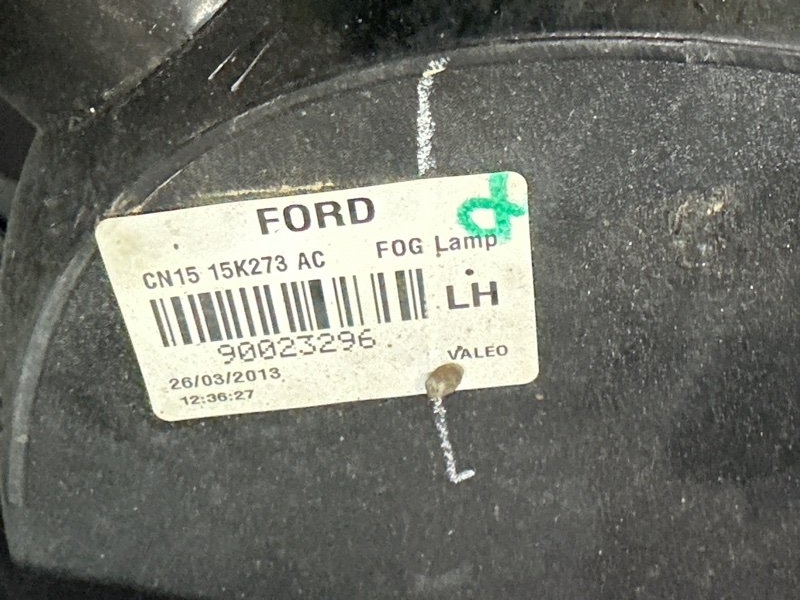 FORD
CN15 15K273 AC FOG Lamp
LH
90023296
VALEO
26/03/2013
12:36:27